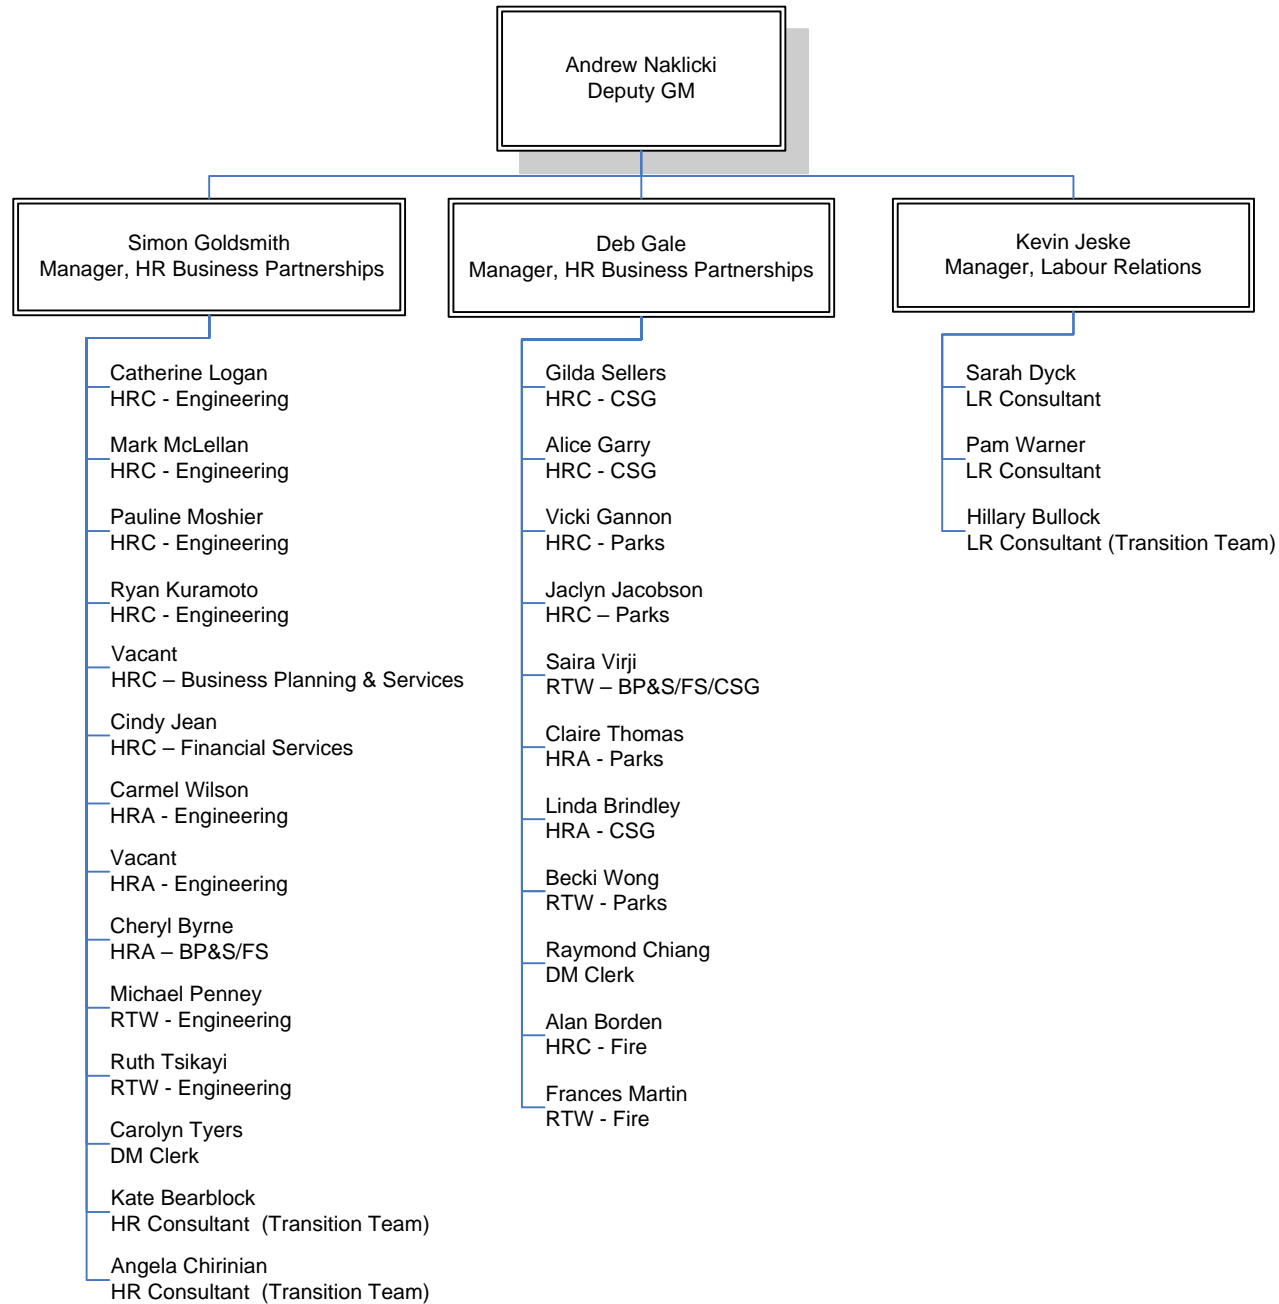 Andrew Naklicki
Deputy GM
Simon Goldsmith
Manager, HR Business Partnerships
Deb Gale
Manager, HR Business Partnerships
Kevin Jeske
Manager, Labour Relations
Catherine Logan
HRC - Engineering
Mark McLellan
HRC - Engineering
Pauline Moshier
HRC - Engineering
Ryan Kuramoto
HRC - Engineering
Vacant
HRC – Business Planning & Services
Cindy Jean
HRC – Financial Services
Carmel Wilson
HRA - Engineering
Vacant
HRA - Engineering
Cheryl Byrne
HRA – BP&S/FS
Michael Penney
RTW - Engineering
Ruth Tsikayi
RTW - Engineering
Carolyn Tyers
DM Clerk
Kate Bearblock
HR Consultant  (Transition Team)
Angela Chirinian
HR Consultant  (Transition Team)
Gilda Sellers
HRC - CSG
Alice Garry
HRC - CSG
Vicki Gannon
HRC - Parks
Jaclyn Jacobson
HRC – Parks
Saira Virji
RTW – BP&S/FS/CSG
Claire Thomas
HRA - Parks
Linda Brindley
HRA - CSG
Becki Wong
RTW - Parks
Raymond Chiang
DM Clerk
Alan Borden
HRC - Fire
Frances Martin
RTW - Fire
Sarah Dyck
LR Consultant
Pam Warner
LR Consultant
Hillary Bullock
LR Consultant (Transition Team)